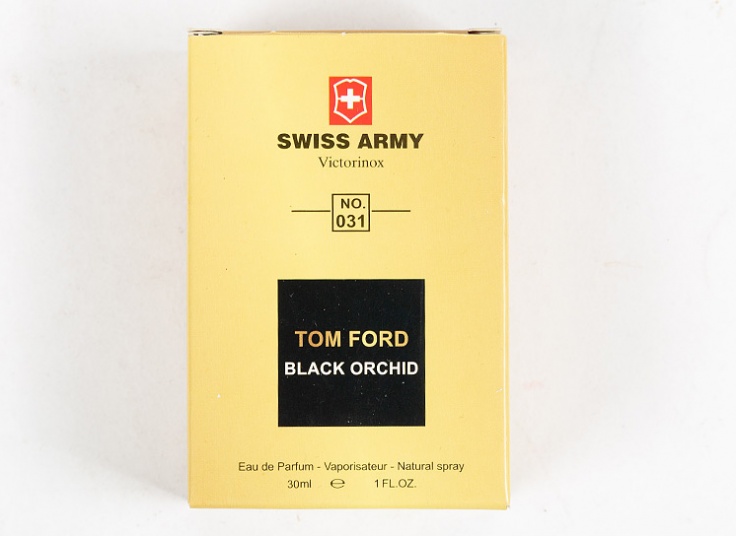 SWISS ARMY
Victorinox
NO.
031
TOM FORD
BLACK ORCHID
Eau de Parfum - Vaporisateur - Natural spray
30ml ℮ 1 FL.OZ.